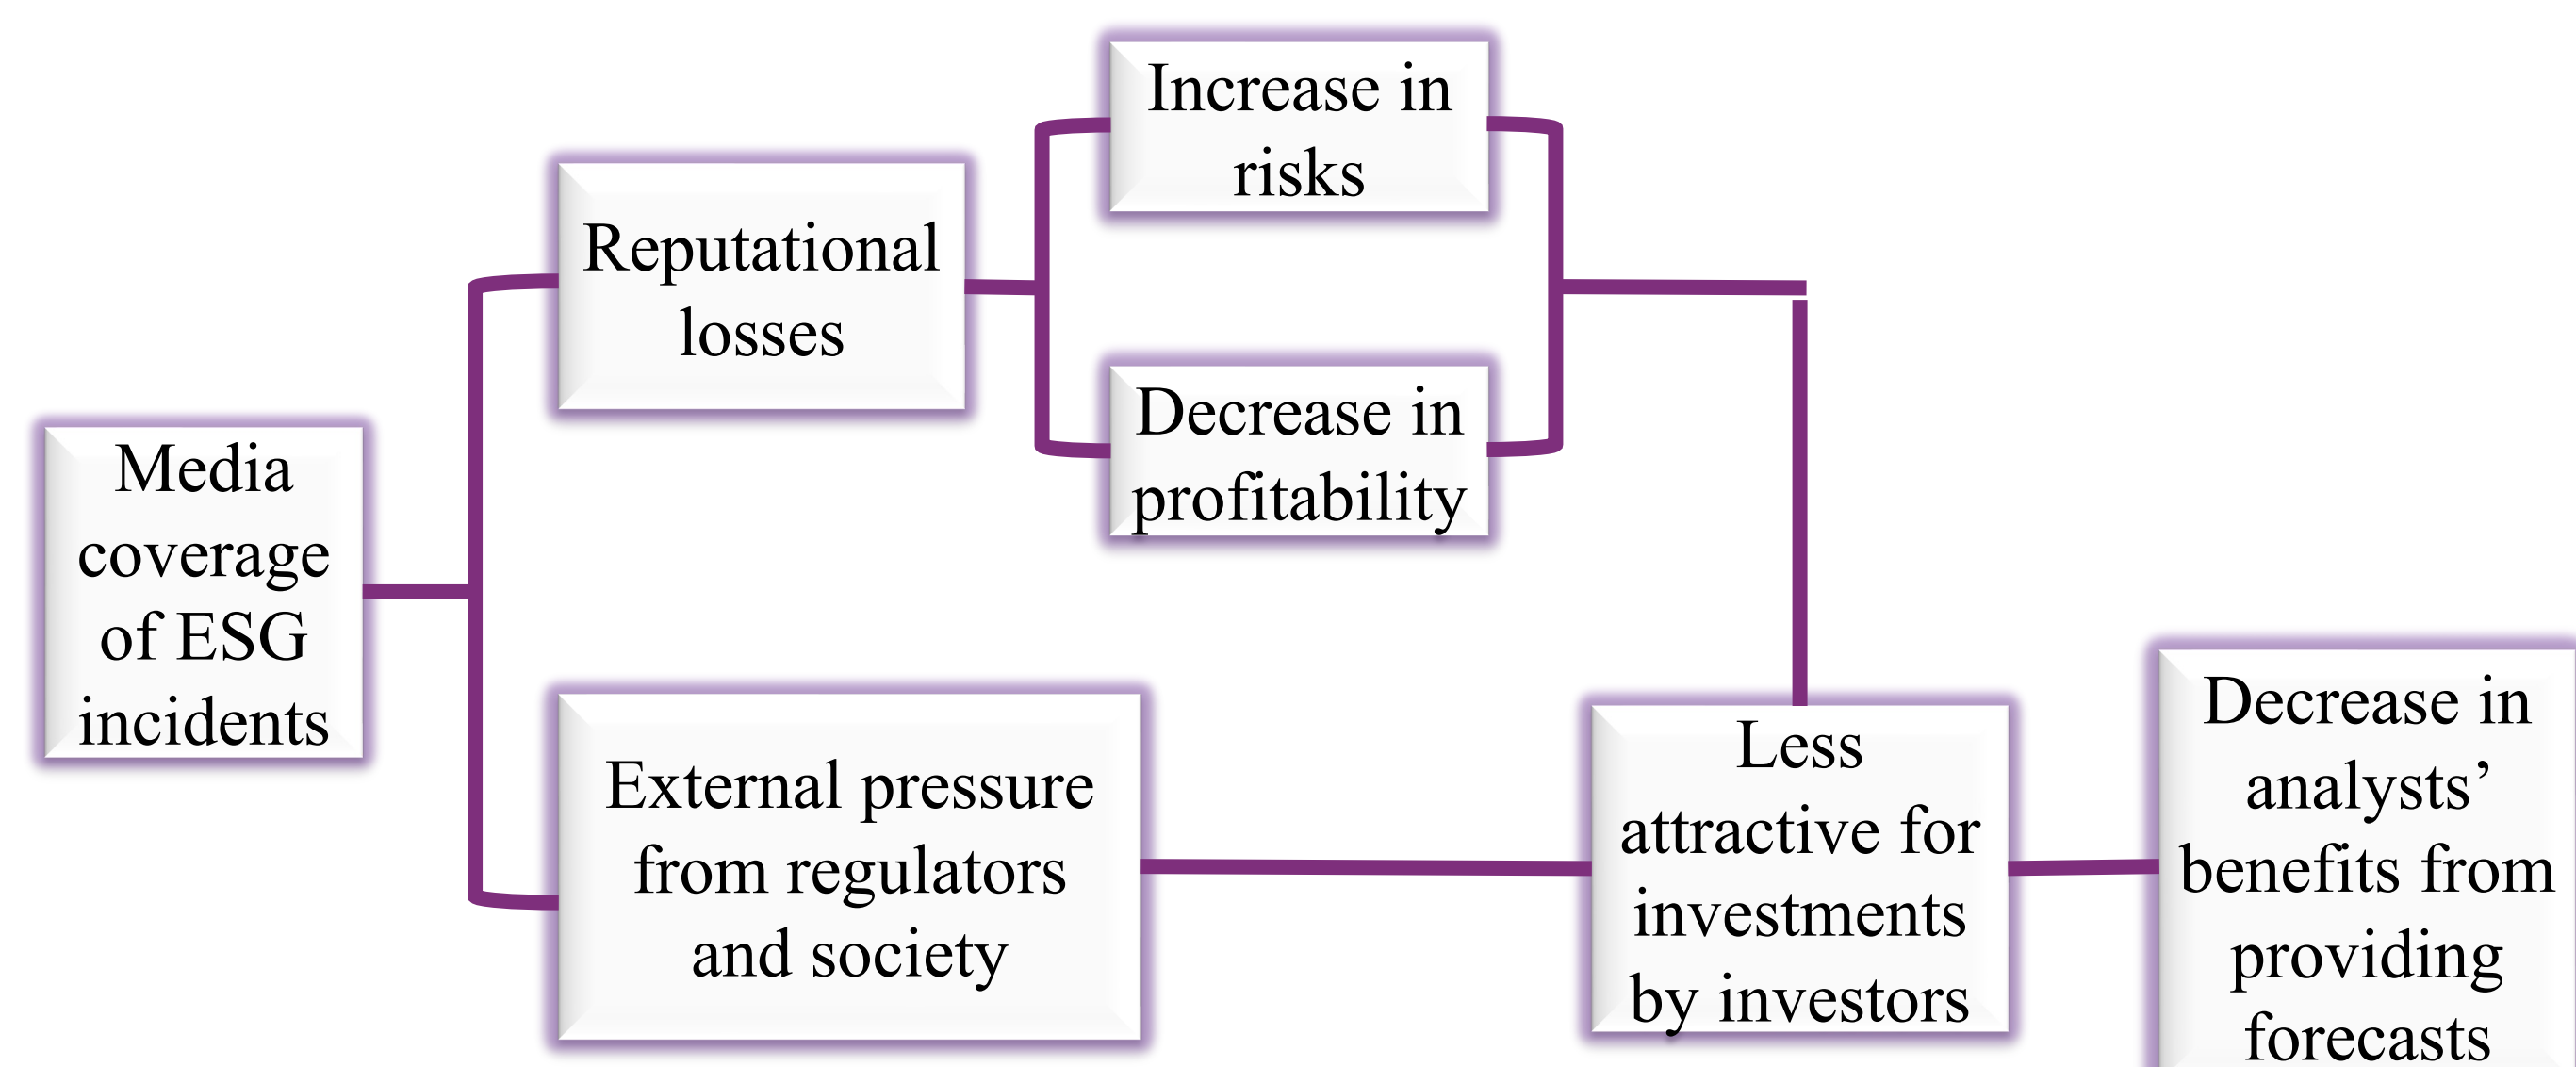 Increase in
risks
Reputational
losses
Decrease in
profitability
Media
coverage
of ESG
incidents
External pressure
from regulators
and society
Less
attractive for
investments
by investors
Decrease in
analysts’
benefits from
providing
forecasts